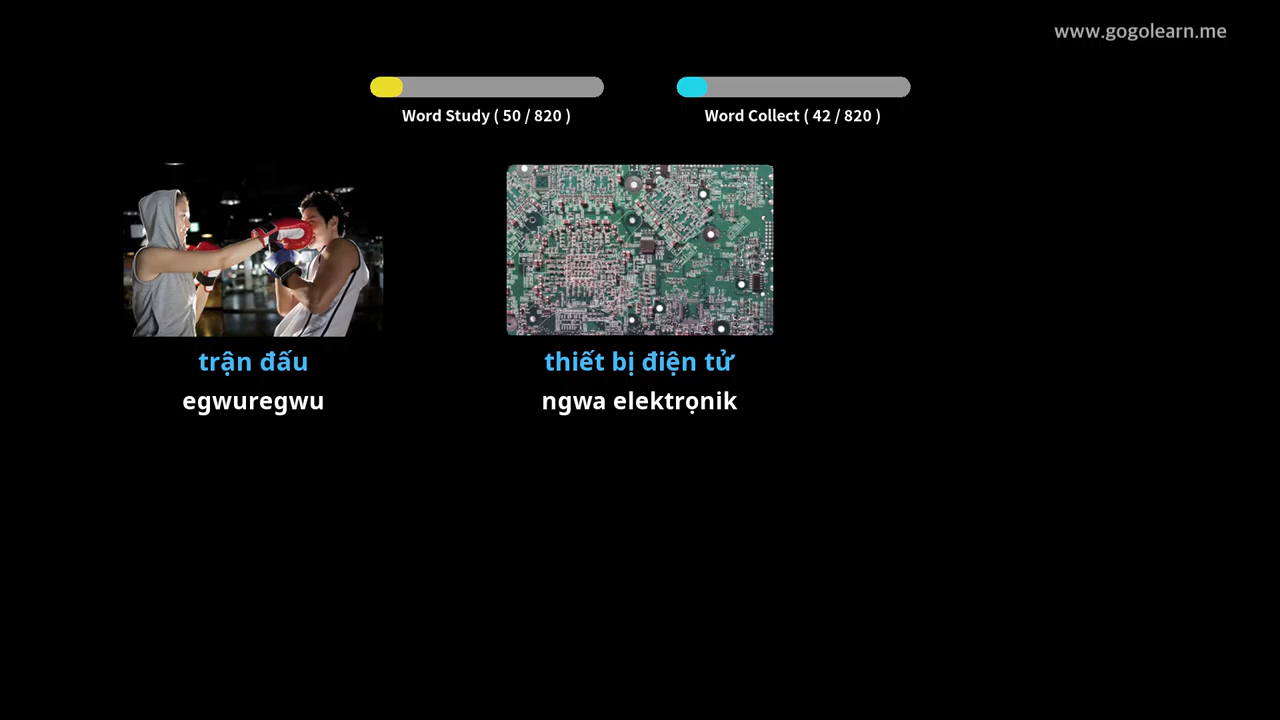 www.gogolearn.me
Word Study ( 50 / 820 )
Word Collect ( 42 / 820 )
trận đấu
egwuregwu
thiết bị điện tử
ngwa elektrọnik